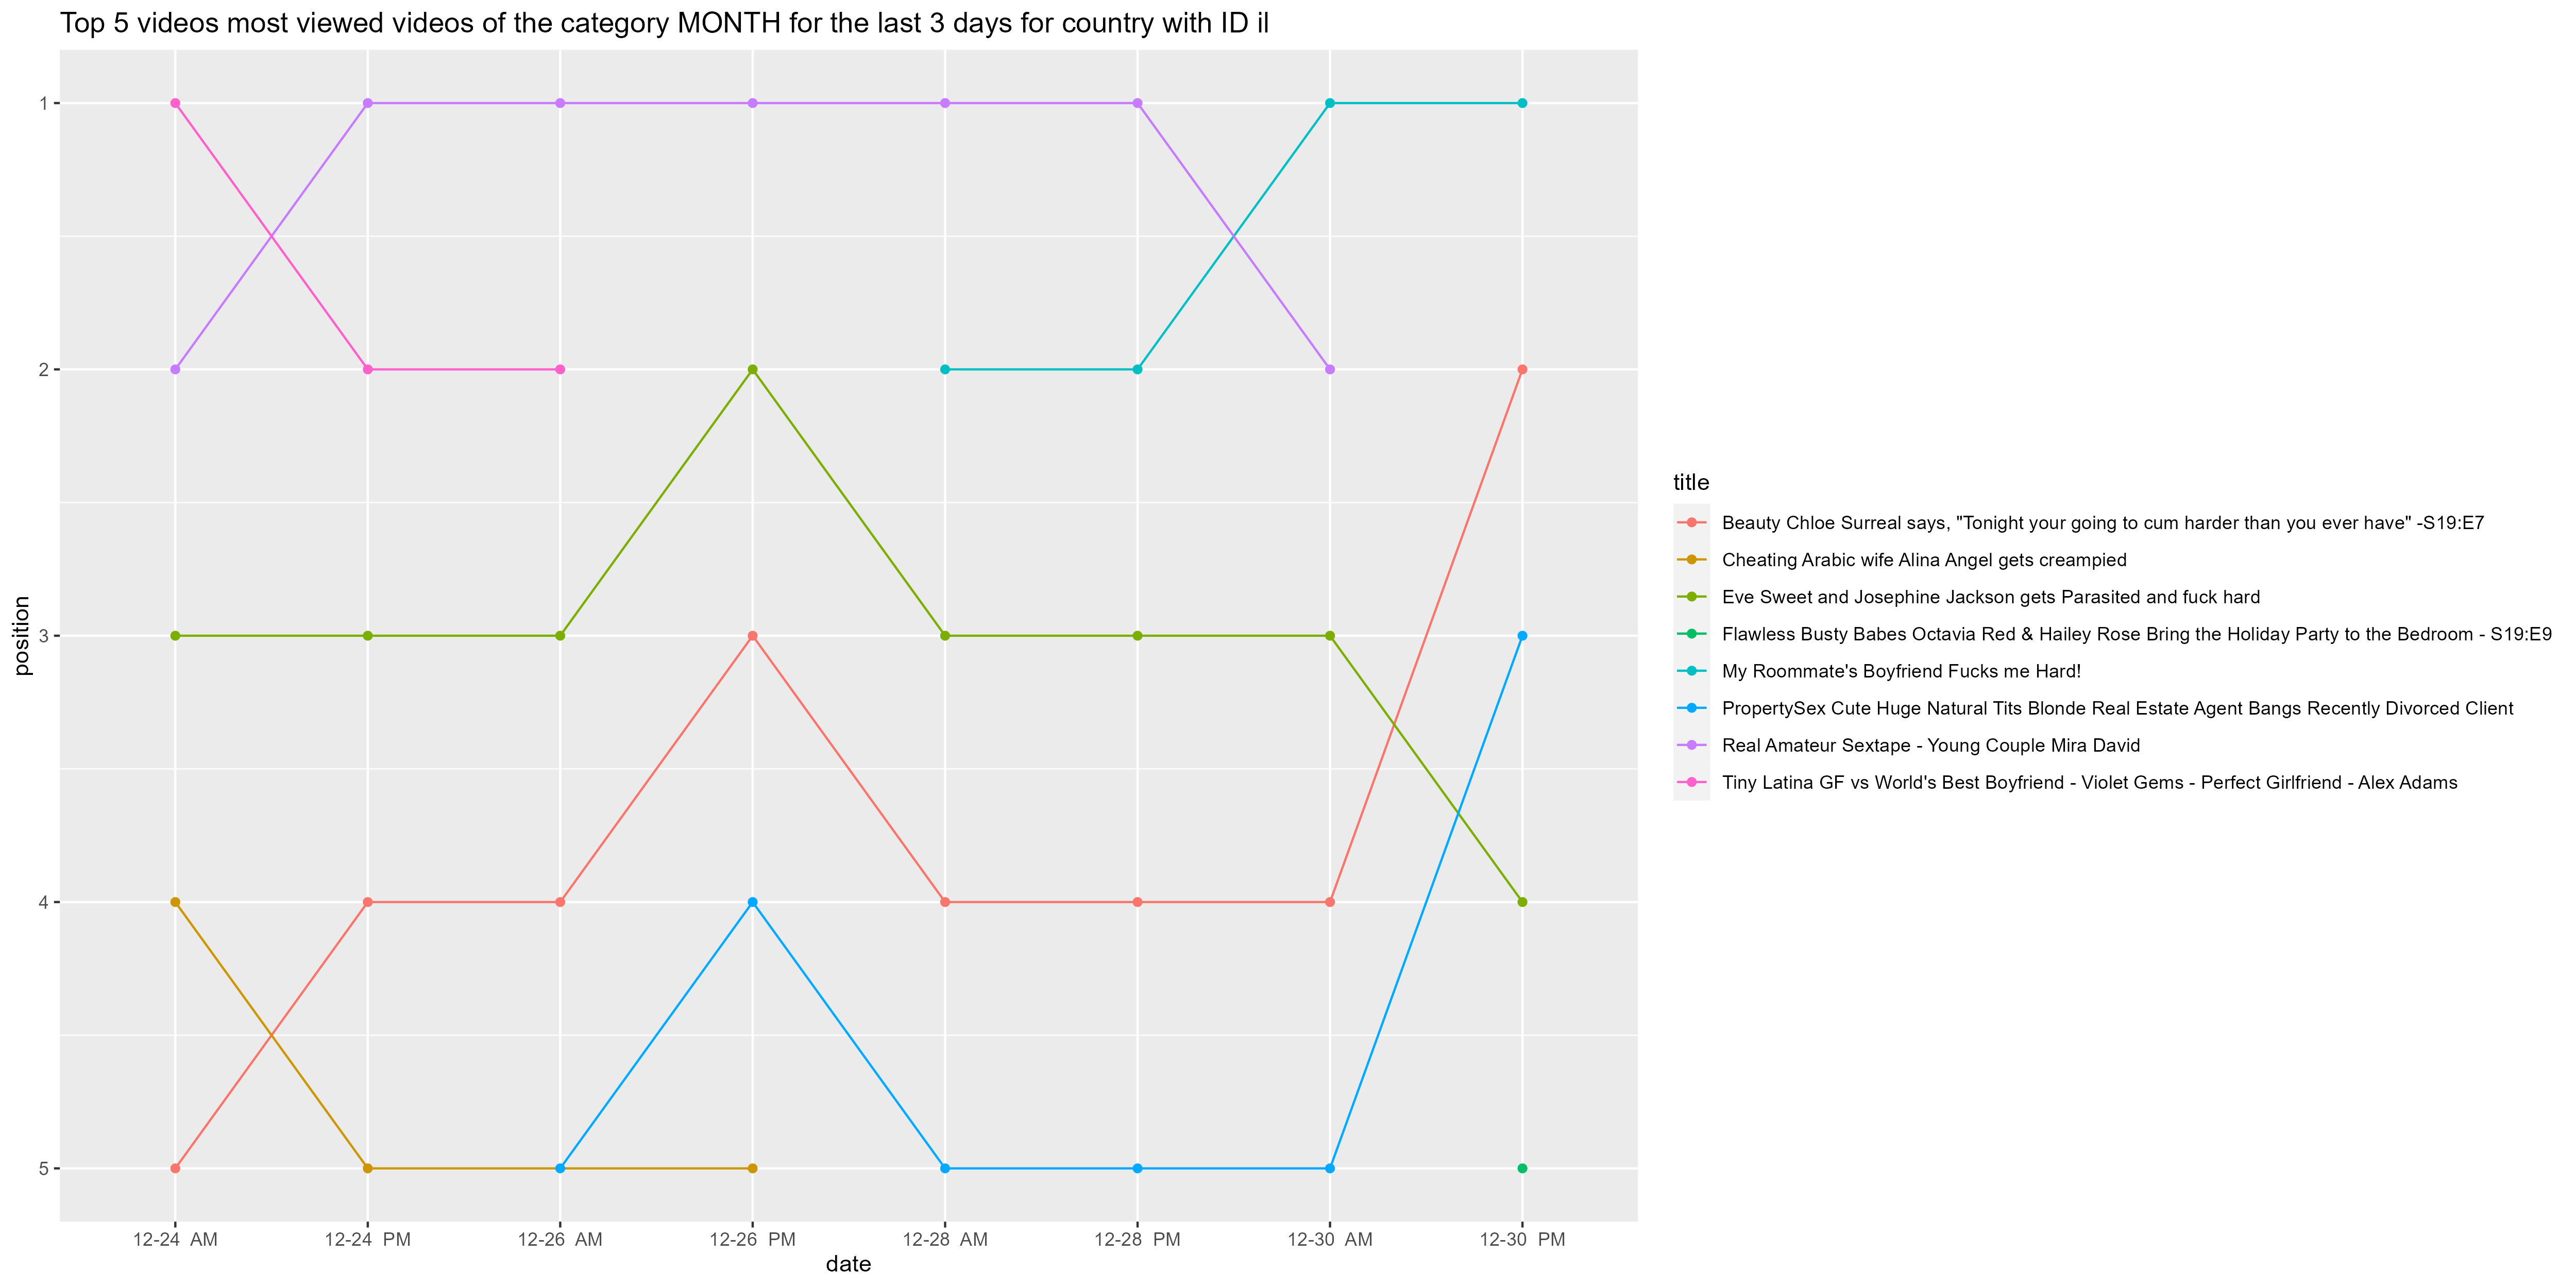 Top 5 videos most viewed videos of the category MONTH for the last 3 days for country with ID il
position
1
2
3
4
5
12-24 AM
12-24 PM
12-26 AM
12-26 PM
12-28 AM
12-28 PM
12-30 AM
12-30 PM
date
title
Beauty Chloe Surreal says, "Tonight your going to cum harder than you ever have" -S19:E7
Cheating Arabic wife Alina Angel gets creampied
Eve Sweet and Josephine Jackson gets Parasited and fuck hard
Flawless Busty Babes Octavia Red & Hailey Rose Bring the Holiday Party to the Bedroom - S19:E9
My Roommate's Boyfriend Fucks me Hard!
PropertySex Cute Huge Natural Tits Blonde Real Estate Agent Bangs Recently Divorced Client
Real Amateur Sextape - Young Couple Mira David
Tiny Latina GF vs World's Best Boyfriend - Violet Gems - Perfect Girlfriend - Alex Adams